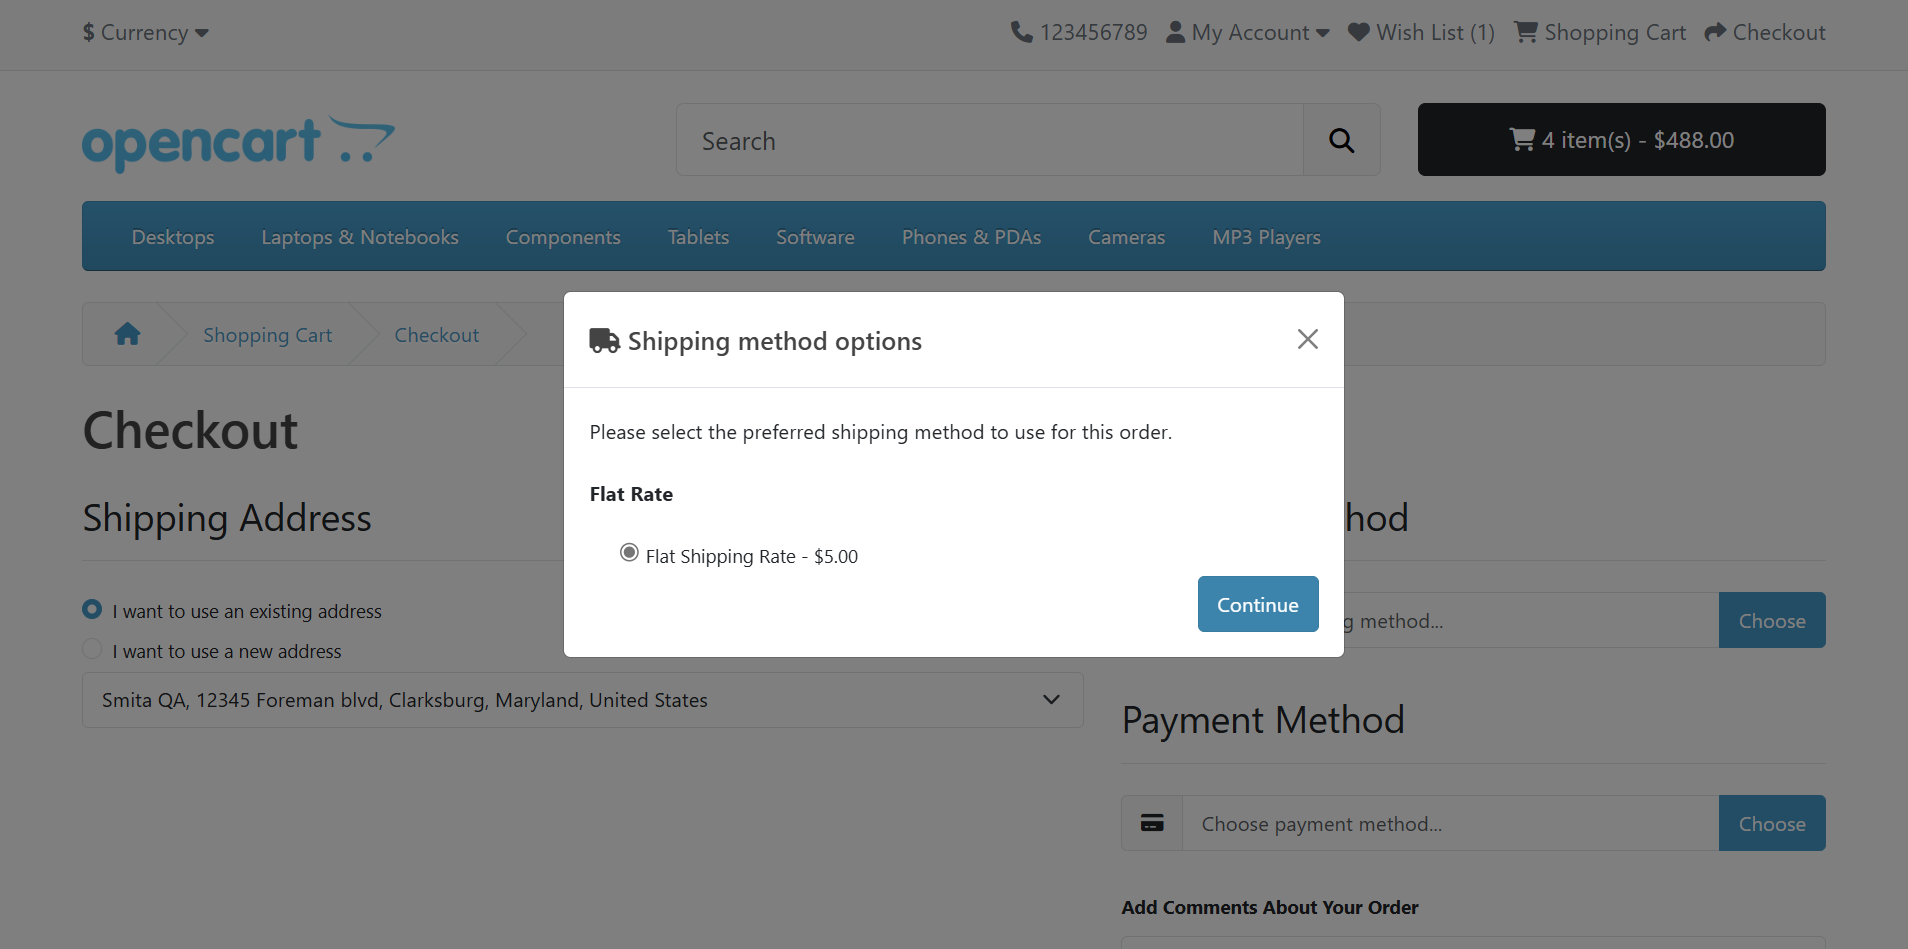 $ Currency
123456789 My Account Wish List (1) Shopping Cart Checkout
opencart
Search
4 item(s) - $488.00
Desktops Laptops & Notebooks Components Tablets Software Phones & PDAs Cameras MP3 Players
Shopping Cart Checkout
Shipping method options
Please select the preferred shipping method to use for this order.
Flat Rate
Flat Shipping Rate - $5.00
Continue
Checkout
Shipping Address
I want to use an existing address
I want to use a new address
Smita QA, 12345 Foreman blvd, Clarksburg, Maryland, United States
hod
g method...
Choose
Payment Method
Choose payment method...
Choose
Add Comments About Your Order